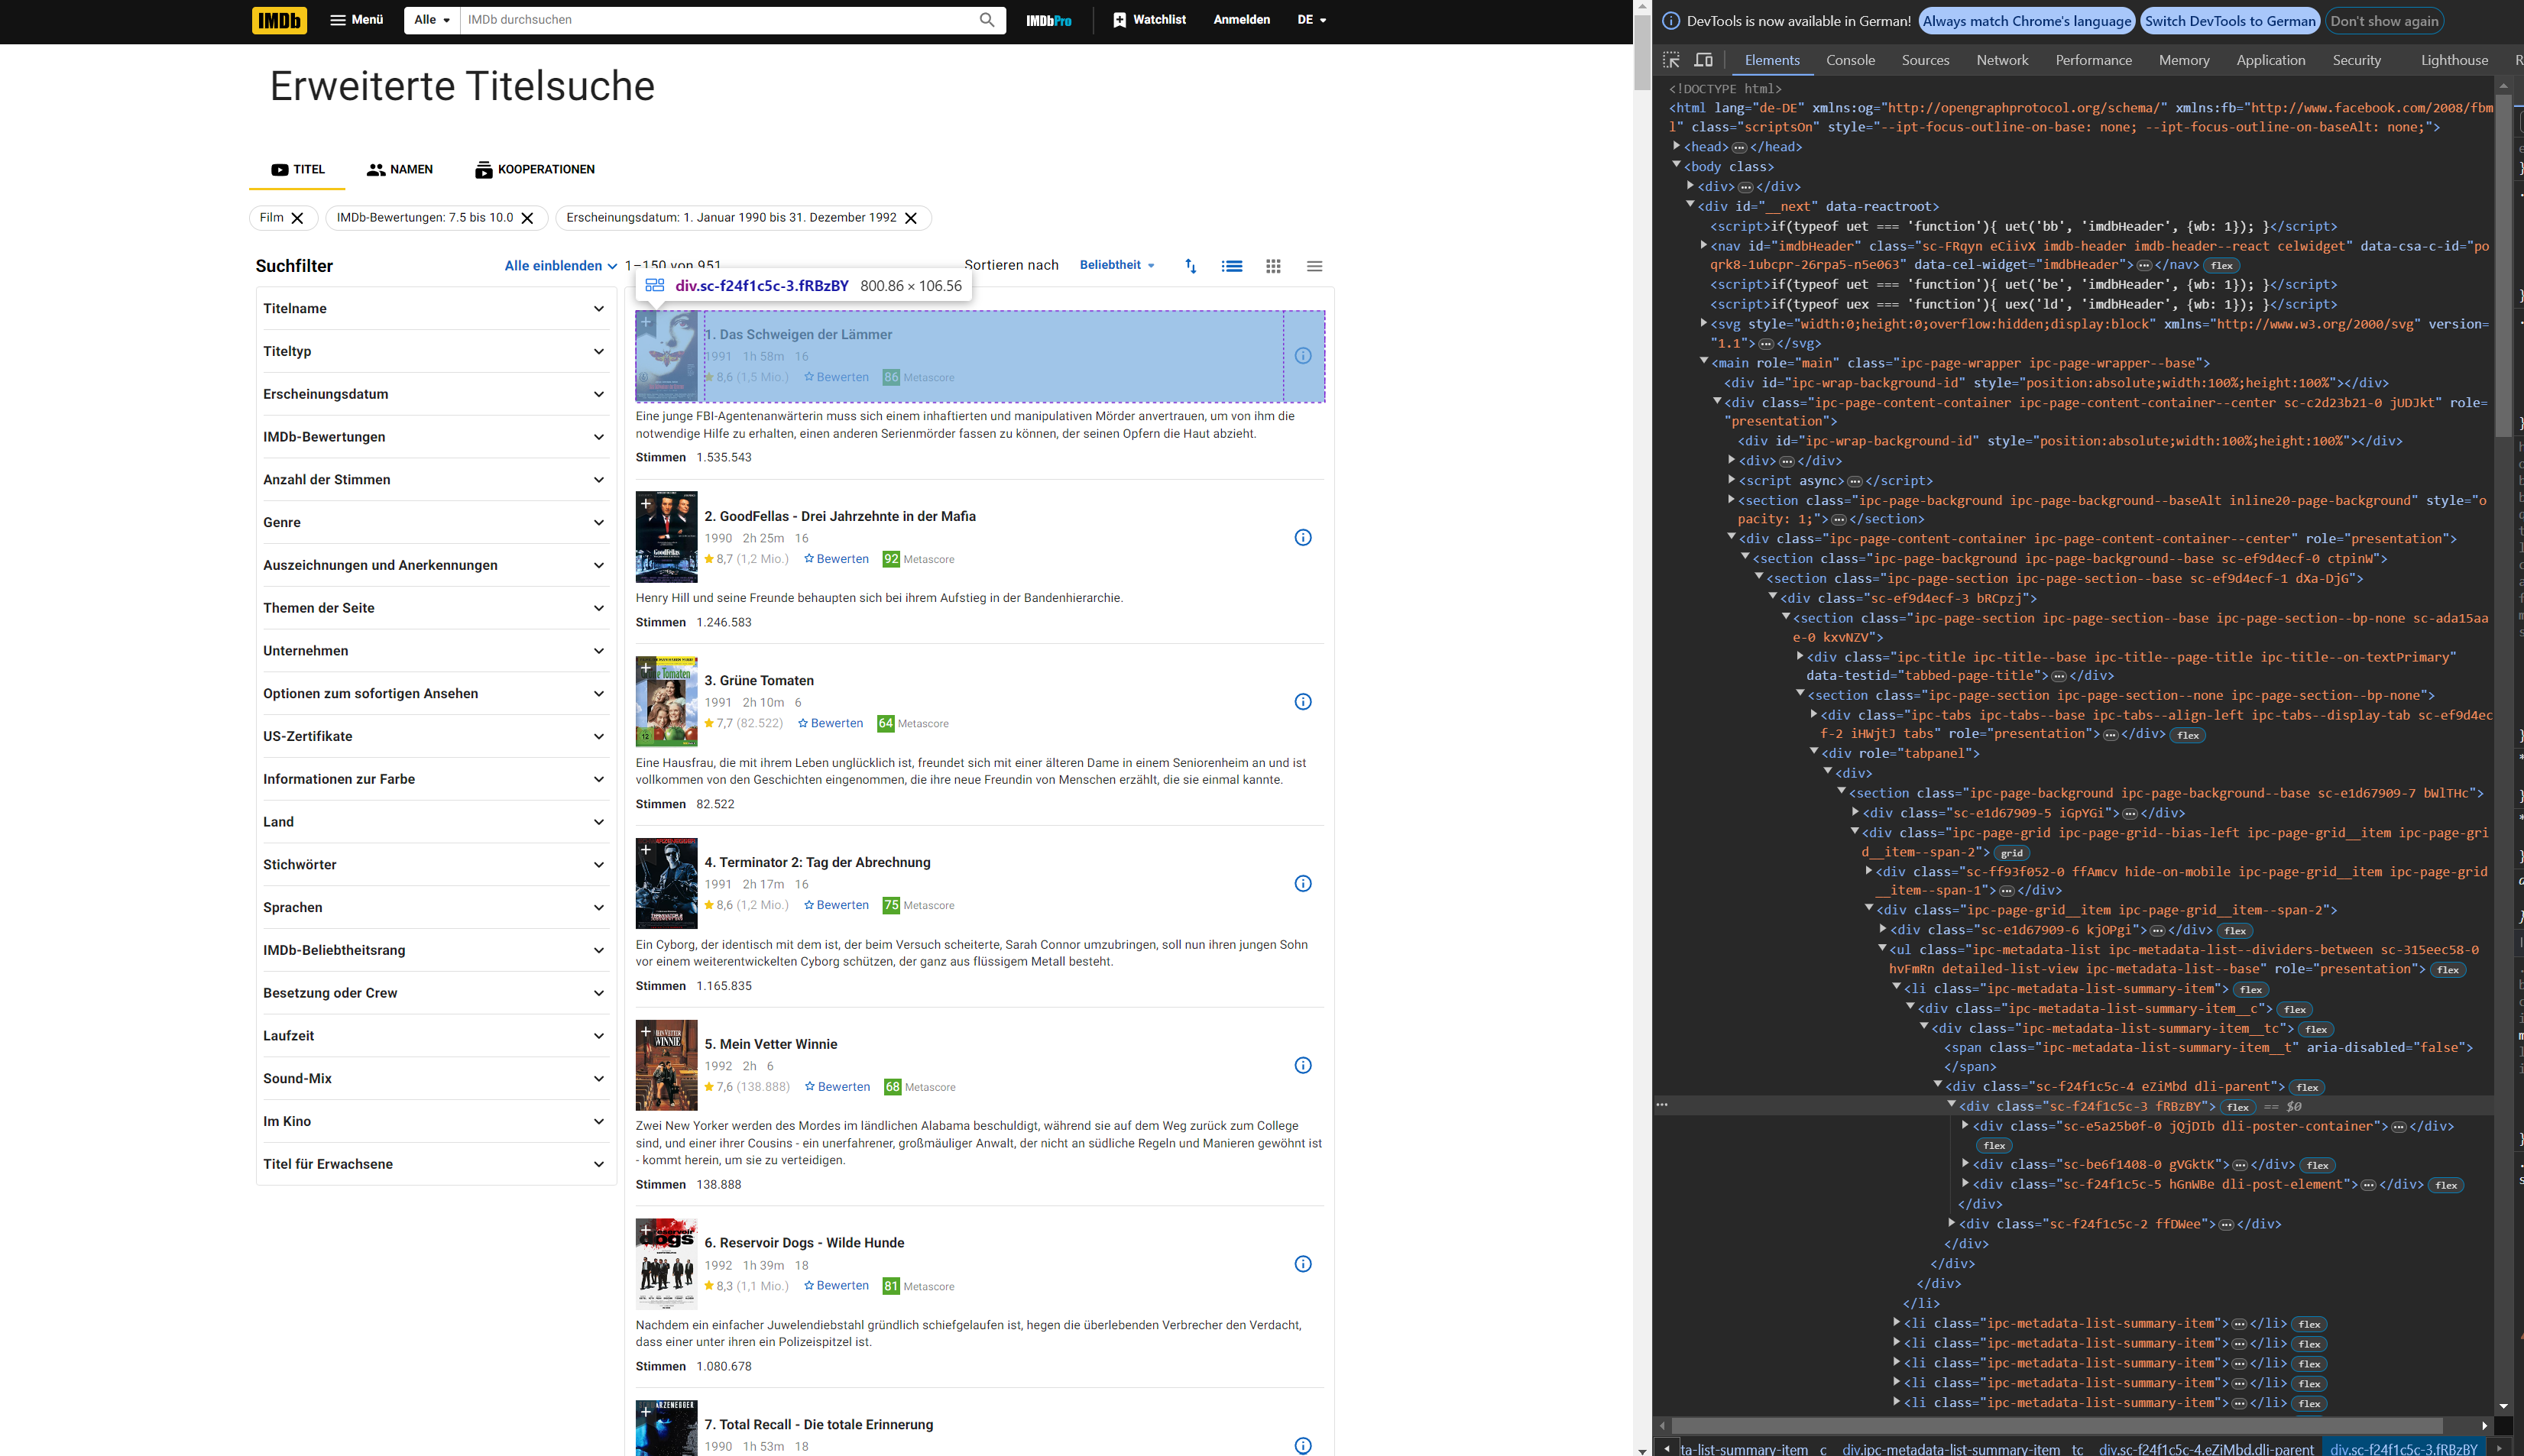 IMDb
Menü
Alle
IMDb durchsuchen
IMDbPro
Watchlist
Anmelden
DE
Erweiterte Titelsuche
TITEL
NAMEN
KOOPERATIONEN
Film
IMDb-Bewertungen: 7.5 bis 10.0
Erscheinungsdatum: 1. Januar 1990 bis 31. Dezember 1992
Suchfilter
Alle einblenden
Titelname
Titeltyp
Erscheinungsdatum
IMDb-Bewertungen
Anzahl der Stimmen
Genre
Auszeichnungen und Anerkennungen
Themen der Seite
Unternehmen
Optionen zum sofortigen Ansehen
US-Zertifikate
Informationen zur Farbe
Land
Stichwörter
Sprachen
IMDb-Beliebtheitsrang
Besetzung oder Crew
Laufzeit
Sound-Mix
Im Kino
Titel für Erwachsene
1–150 von 951
Sortieren nach
Beliebtheit
div.sc-f24f1c5c-3.fRBzBY 800.86 × 106.56
1. Das Schweigen der Lämmer
1991 1h 58m 16
8,6 (1,5 Mio.) Bewerten 86 Metascore
Eine junge FBI-Agentenanwärterin muss sich einem inhaftierten und manipulativen Mörder anvertrauen, um von ihm die
notwendige Hilfe zu erhalten, einen anderen Serienmörder fassen zu können, der seinen Opfern die Haut abzieht.
Stimmen 1.535.543
2. GoodFellas - Drei Jahrzehnte in der Mafia
1990 2h 25m 16
8,7 (1,2 Mio.) Bewerten 92 Metascore
Henry Hill und seine Freunde behaupten sich bei ihrem Aufstieg in der Bandenhierarchie.
Stimmen 1.246.583
3. Grüne Tomaten
1991 2h 10m 6
7,7 (82.522) Bewerten 64 Metascore
Eine Hausfrau, die mit ihrem Leben unglücklich ist, freundet sich mit einer älteren Dame in einem Seniorenheim an und ist
vollkommen von den Geschichten eingenommen, die ihre neue Freundin von Menschen erzählt, die sie einmal kannte.
Stimmen 82.522
4. Terminator 2: Tag der Abrechnung
1991 2h 17m 16
8,6 (1,2 Mio.) Bewerten 75 Metascore
Ein Cyborg, der identisch mit dem ist, der beim Versuch scheiterte, Sarah Connor umzubringen, soll nun ihren jungen Sohn
vor einem weiterentwickelten Cyborg schützen, der ganz aus flüssigem Metall besteht.
Stimmen 1.165.835
5. Mein Vetter Winnie
1992 2h 6
7,6 (138.888) Bewerten 68 Metascore
Zwei New Yorker werden des Mordes im ländlichen Alabama beschuldigt, während sie auf dem Weg zurück zum College
sind, und einer ihrer Cousins - ein unerfahrener, großmäuliger Anwalt, der nicht an südliche Regeln und Manieren gewöhnt ist
- kommt herein, um sie zu verteidigen.
Stimmen 138.888
6. Reservoir Dogs - Wilde Hunde
1992 1h 39m 18
8,3 (1,1 Mio.) Bewerten 81 Metascore
Nachdem ein einfacher Juwelendiebstahl gründlich schiefgelaufen ist, hegen die überlebenden Verbrecher den Verdacht,
dass einer unter ihren ein Polizeispitzel ist.
Stimmen 1.080.678
7. Total Recall - Die totale Erinnerung
1990 1h 53m 18
DevTools is now available in German! Always match Chrome's language Switch DevTools to German Don't show again
Elements Console Sources Network Performance Memory Application Security Lighthouse
<!DOCTYPE html>
<html lang="de-DE" xmlns:og="http://opengraphprotocol.org/schema/" xmlns:fb="http://www.facebook.com/2008/fbm
l" class="scriptsOn" style="--ipt-focus-outline-on-base: none; --ipt-focus-outline-on-baseAlt: none;">
<head> </head>
<body class>
<div> </div>
<div id="__next" data-reactroot>
<script>if(typeof uet === 'function'){ uet('bb', 'imdbHeader', {wb: 1}); }</script>
<nav id="imdbHeader" class="sc-FRqyn eCiivX imdb-header imdb-header--react celwidget" data-csa-c-id="po
qrk8-1ubcpr-26rpa5-n5e063" data-cel-widget="imdbHeader"> </nav> flex
<script>if(typeof uet === 'function'){ uet('be', 'imdbHeader', {wb: 1}); }</script>
<script>if(typeof uex === 'function'){ uex('ld', 'imdbHeader', {wb: 1}); }</script>
<svg style="width:0;height:0;overflow:hidden;display:block" xmlns="http://www.w3.org/2000/svg" version=
"1.1"> </svg>
<main role="main" class="ipc-page-wrapper ipc-page-wrapper--base">
<div id="ipc-wrap-background-id" style="position:absolute;width:100%;height:100%"></div>
<div class="ipc-page-content-container ipc-page-content-container--center sc-c2d23b21-0 jUDJkt" role=
"presentation">
<div id="ipc-wrap-background-id" style="position:absolute;width:100%;height:100%"></div>
<div> </div>
<script async> </script>
<section class="ipc-page-background ipc-page-background--baseAlt inline20-page-background" style="o
pacity: 1;"> </section>
<div class="ipc-page-content-container ipc-page-content-container--center" role="presentation">
<section class="ipc-page-background ipc-page-background--base sc-ef9d4ecf-0 ctpinW">
<section class="ipc-page-section ipc-page-section--base sc-ef9d4ecf-1 dXa-DjG">
<div class="sc-ef9d4ecf-3 bRCpzj">
<section class="ipc-page-section ipc-page-section--base ipc-page-section--bp-none sc-ada15aa
e-0 kxvNZV">
<div class="ipc-title ipc-title--base ipc-title--page-title ipc-title--on-textPrimary"
data-testid="tabbed-page-title"> </div>
<section class="ipc-page-section ipc-page-section--none ipc-page-section--bp-none">
<div class="ipc-tabs ipc-tabs--base ipc-tabs--align-left ipc-tabs--display-tab sc-ef9d4ec
f-2 iHWjtJ tabs" role="presentation"> </div> flex
<div role="tabpanel">
<div>
<section class="ipc-page-background ipc-page-background--base sc-e1d67909-7 bWlTHc">
<div class="sc-e1d67909-5 iGpYGi"> </div>
<div class="ipc-page-grid ipc-page-grid--bias-left ipc-page-grid__item ipc-page-gri
d__item--span-2"> grid
<div class="sc-ff93f052-0 ffAmcv hide-on-mobile ipc-page-grid__item ipc-page-grid
__item--span-1"> </div>
<div class="ipc-page-grid__item ipc-page-grid__item--span-2">
<div class="sc-e1d67909-6 kjOPgi"> </div> flex
<ul class="ipc-metadata-list ipc-metadata-list--dividers-between sc-315eec58-0
hvFmRn detailed-list-view ipc-metadata-list--base" role="presentation"> flex
<li class="ipc-metadata-list-summary-item"> flex
<div class="ipc-metadata-list-summary-item__c"> flex
<div class="ipc-metadata-list-summary-item__tc"> flex
<span class="ipc-metadata-list-summary-item__t" aria-disabled="false">
</span>
<div class="sc-f24f1c5c-4 eZiMbd dli-parent"> flex
<div class="sc-f24f1c5c-3 fRBzBY"> flex == $0
<div class="sc-e5a25b0f-0 jQjDIb dli-poster-container"> </div>
flex
<div class="sc-be6f1408-0 gVGktK"> </div> flex
<div class="sc-f24f1c5c-5 hGnWBe dli-post-element"> </div> flex
</div>
<div class="sc-f24f1c5c-2 ffDWee"> </div>
</div>
</div>
</div>
</li>
<li class="ipc-metadata-list-summary-item"> </li> flex
<li class="ipc-metadata-list-summary-item"> </li> flex
<li class="ipc-metadata-list-summary-item"> </li> flex
<li class="ipc-metadata-list-summary-item"> </li> flex
<li class="ipc-metadata-list-summary-item"> </li> flex
ta-list-summary-item__c div.ipc-metadata-list-summary-item__tc div.sc-f24f1c5c-4.eZiMbd.dli-parent div.sc-f24f1c5c-3.fRBzBY